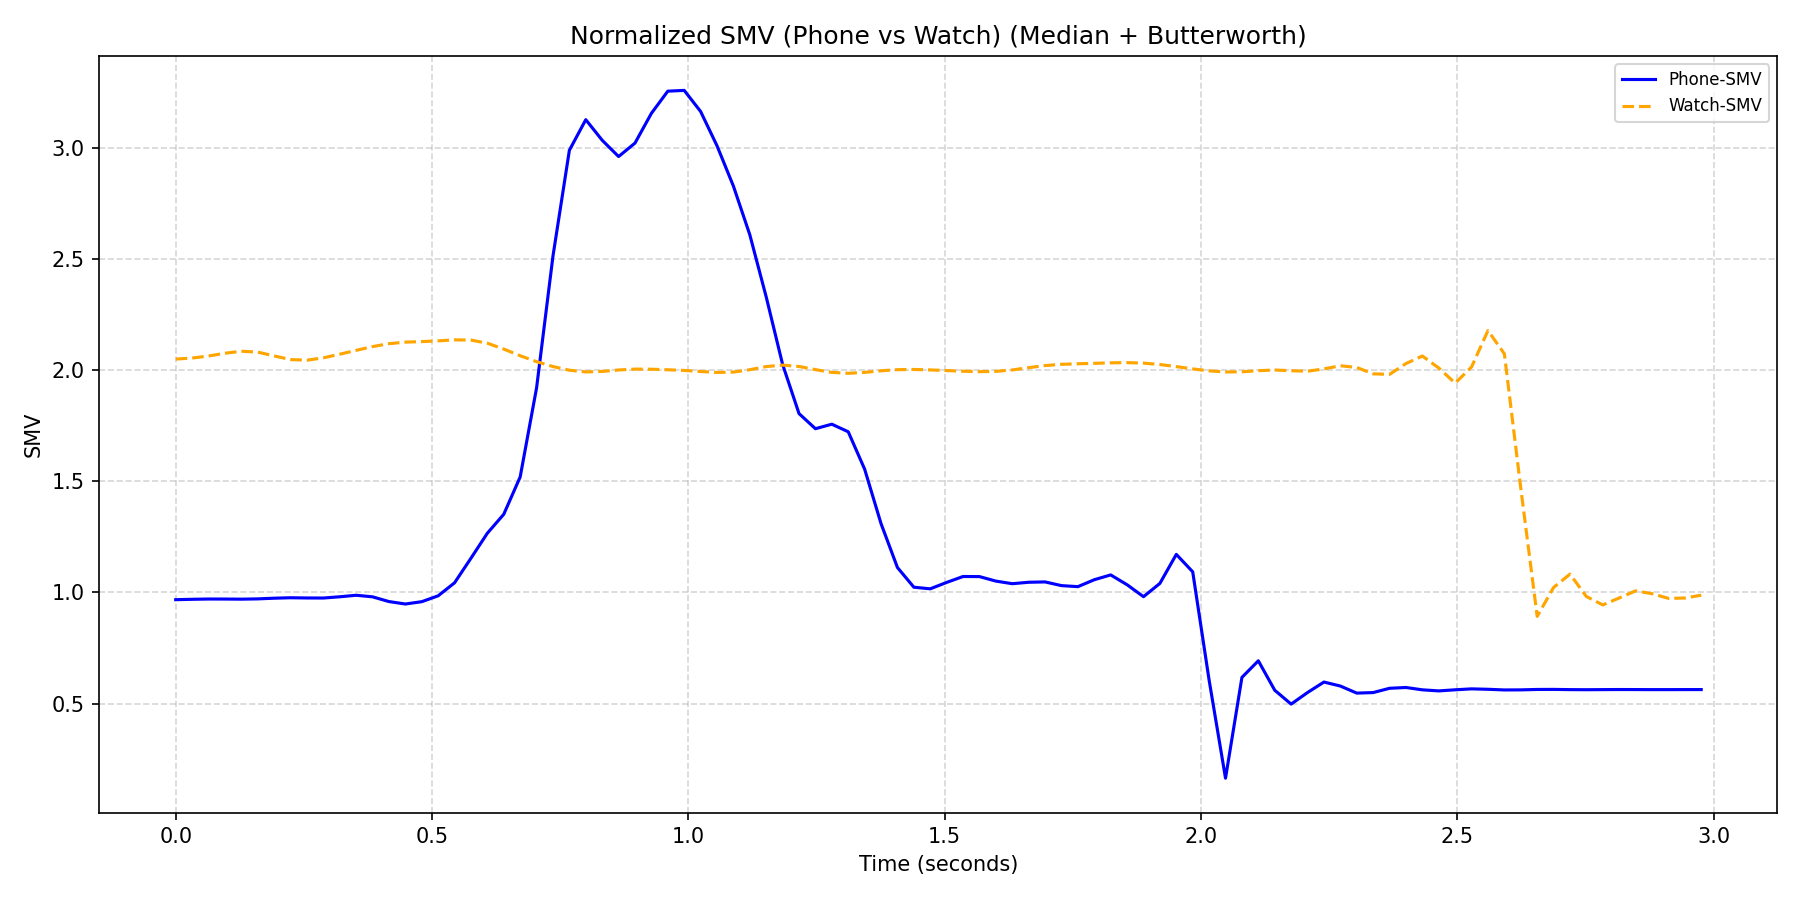 Normalized SMV (Phone vs Watch) (Median + Butterworth)
Phone-SMV
Watch-SMV
3.0
2.5
2.0
1.5
1.0
0.5
SMV
0.0 0.5 1.0 1.5 2.0 2.5 3.0
Time (seconds)